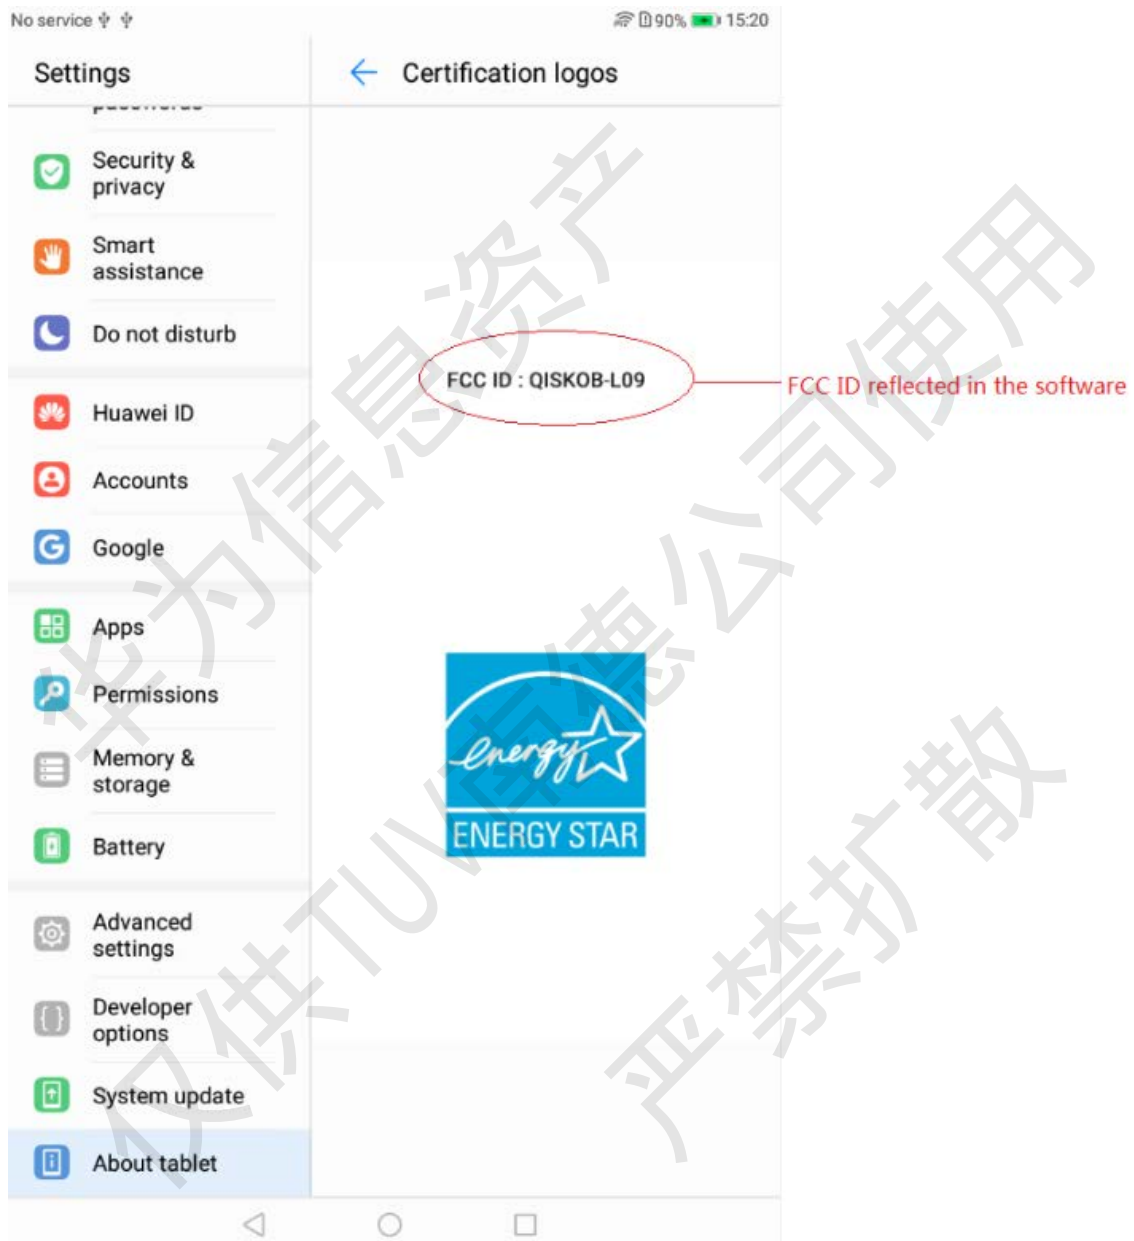 No service 90% 15:20
Settings
Certification logos
Security &
privacy
Smart
assistance
Do not disturb
FCC ID : QISKOB-L09
FCC ID reflected in the software
Huawei ID
Accounts
Google
Apps
Permissions
Memory &
storage
energy
ENERGY STAR
Battery
Advanced
settings
Developer
options
System update
About tablet
华为信息资产
仅供TUV南德公司使用
严禁扩散